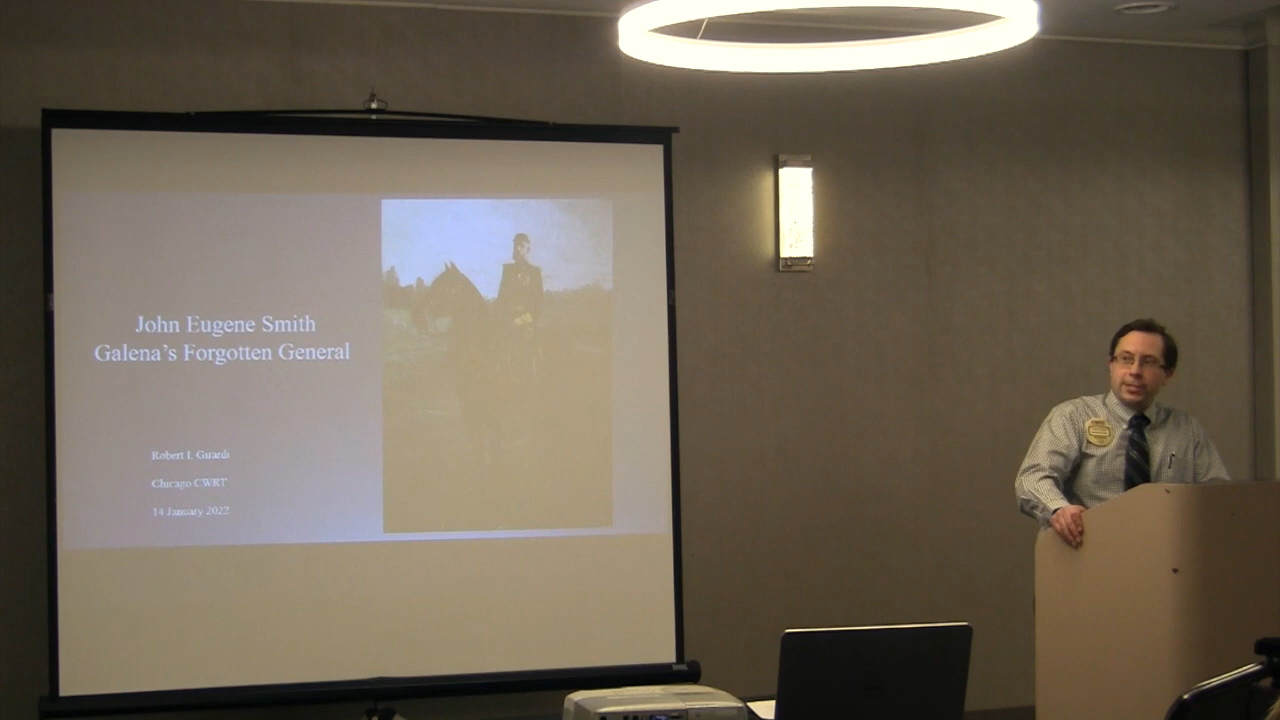 John Eugene Smith
Galena's Forgotten General
Robert I. Girardi
Chicago CWRT
14 January 2022